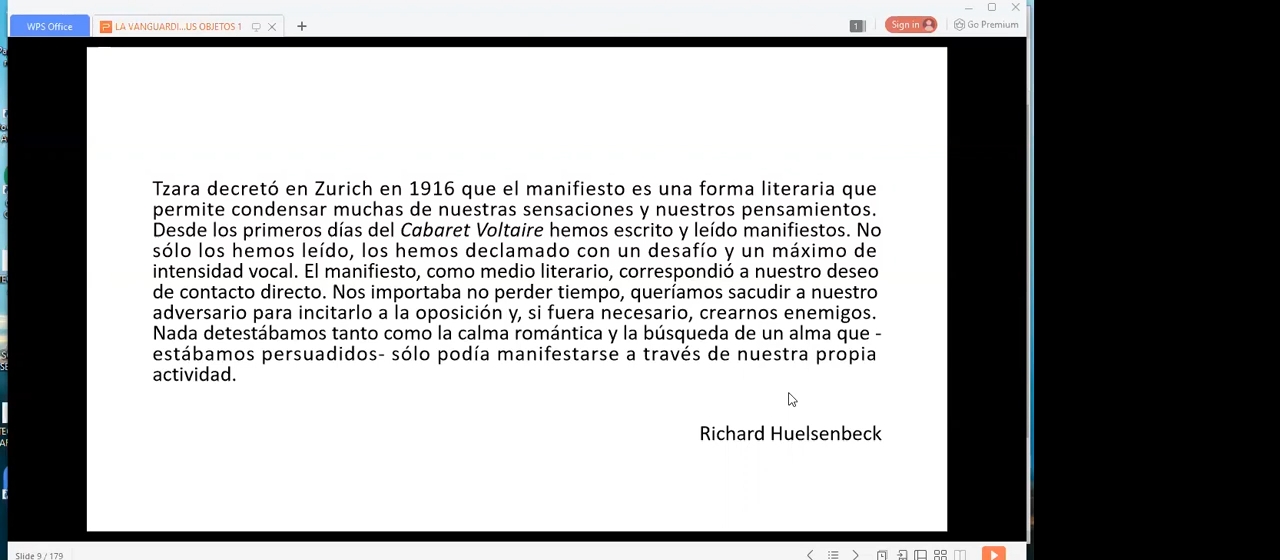 WPS Office
LA VANGUARDI...US OBJETOS 1
1
Sign in
Go Premium
Tzara decretó en Zurich en 1916 que el manifiesto es una forma literaria que
permite condensar muchas de nuestras sensaciones y nuestros pensamientos.
Desde los primeros días del Cabaret Voltaire hemos escrito y leído manifiestos. No
sólo los hemos leído, los hemos declamado con un desafío y un máximo de
intensidad vocal. El manifiesto, como medio literario, correspondió a nuestro deseo
de contacto directo. Nos importaba no perder tiempo, queríamos sacudir a nuestro
adversario para incitarlo a la oposición y, si fuera necesario, crearnos enemigos.
Nada detestábamos tanto como la calma romántica y la búsqueda de un alma que -
estábamos persuadidos- sólo podía manifestarse a través de nuestra propia
actividad.
Richard Huelsenbeck
Slide 9 / 179